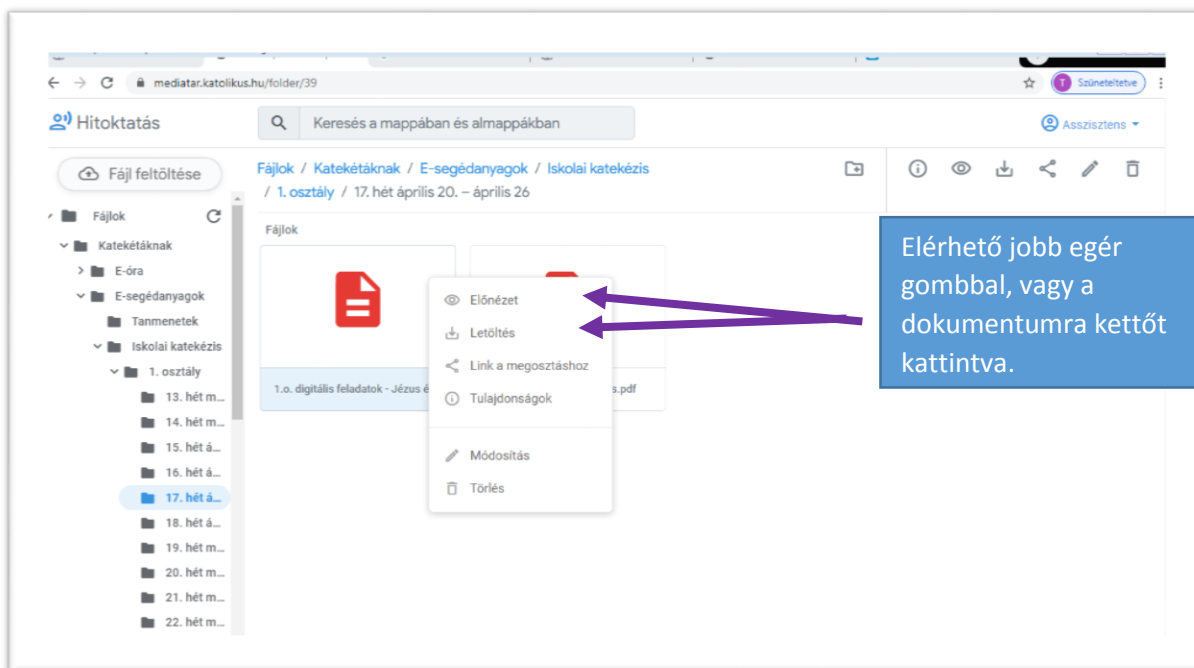 mediatar.katolikus.hu/folder/39
T Szüneteltetve
Hitoktatás
Keresés a mappában és almappákban
Asszisztens
Fájl feltöltése
Fájlok / Katekétáknak / E-segédanyagok / Iskolai katekézis
/ 1. osztály / 17. hét április 20. – április 26
Fájlok
Katekétáknak
E-óra
E-segédanyagok
Tanmenetek
Iskolai katekézis
1. osztály
13. hét m...
14. hét m...
15. hét á...
16. hét á...
17. hét á...
18. hét á...
19. hét m...
20. hét m...
21. hét m...
22. hét m...
Fájlok
1.o. digitális feladatok - Jézus é
s.pdf
Előnézet
Letöltés
Link a megosztáshoz
Tulajdonságok
Módosítás
Törlés
Elérhető jobb egér
gombbal, vagy a
dokumentumra kettőt
kattintva.